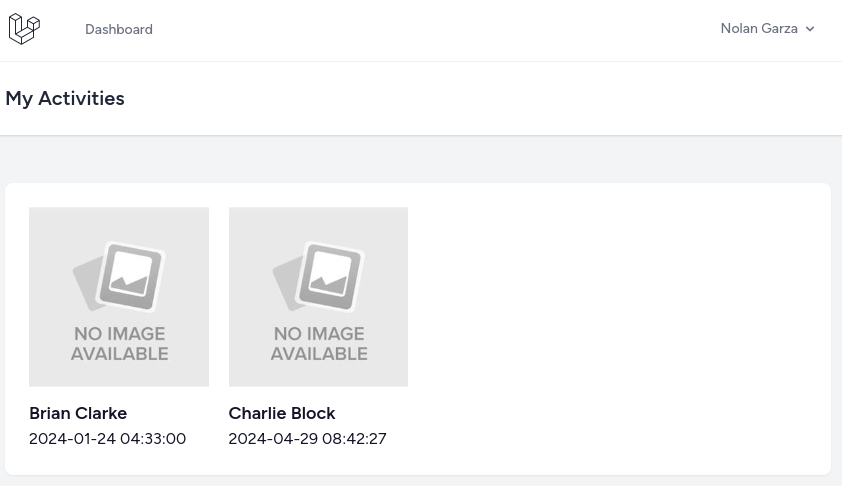 Dashboard
Nolan Garza
My Activities
NO IMAGE
AVAILABLE
NO IMAGE
AVAILABLE
Brian Clarke
2024-01-24 04:33:00
Charlie Block
2024-04-29 08:42:27